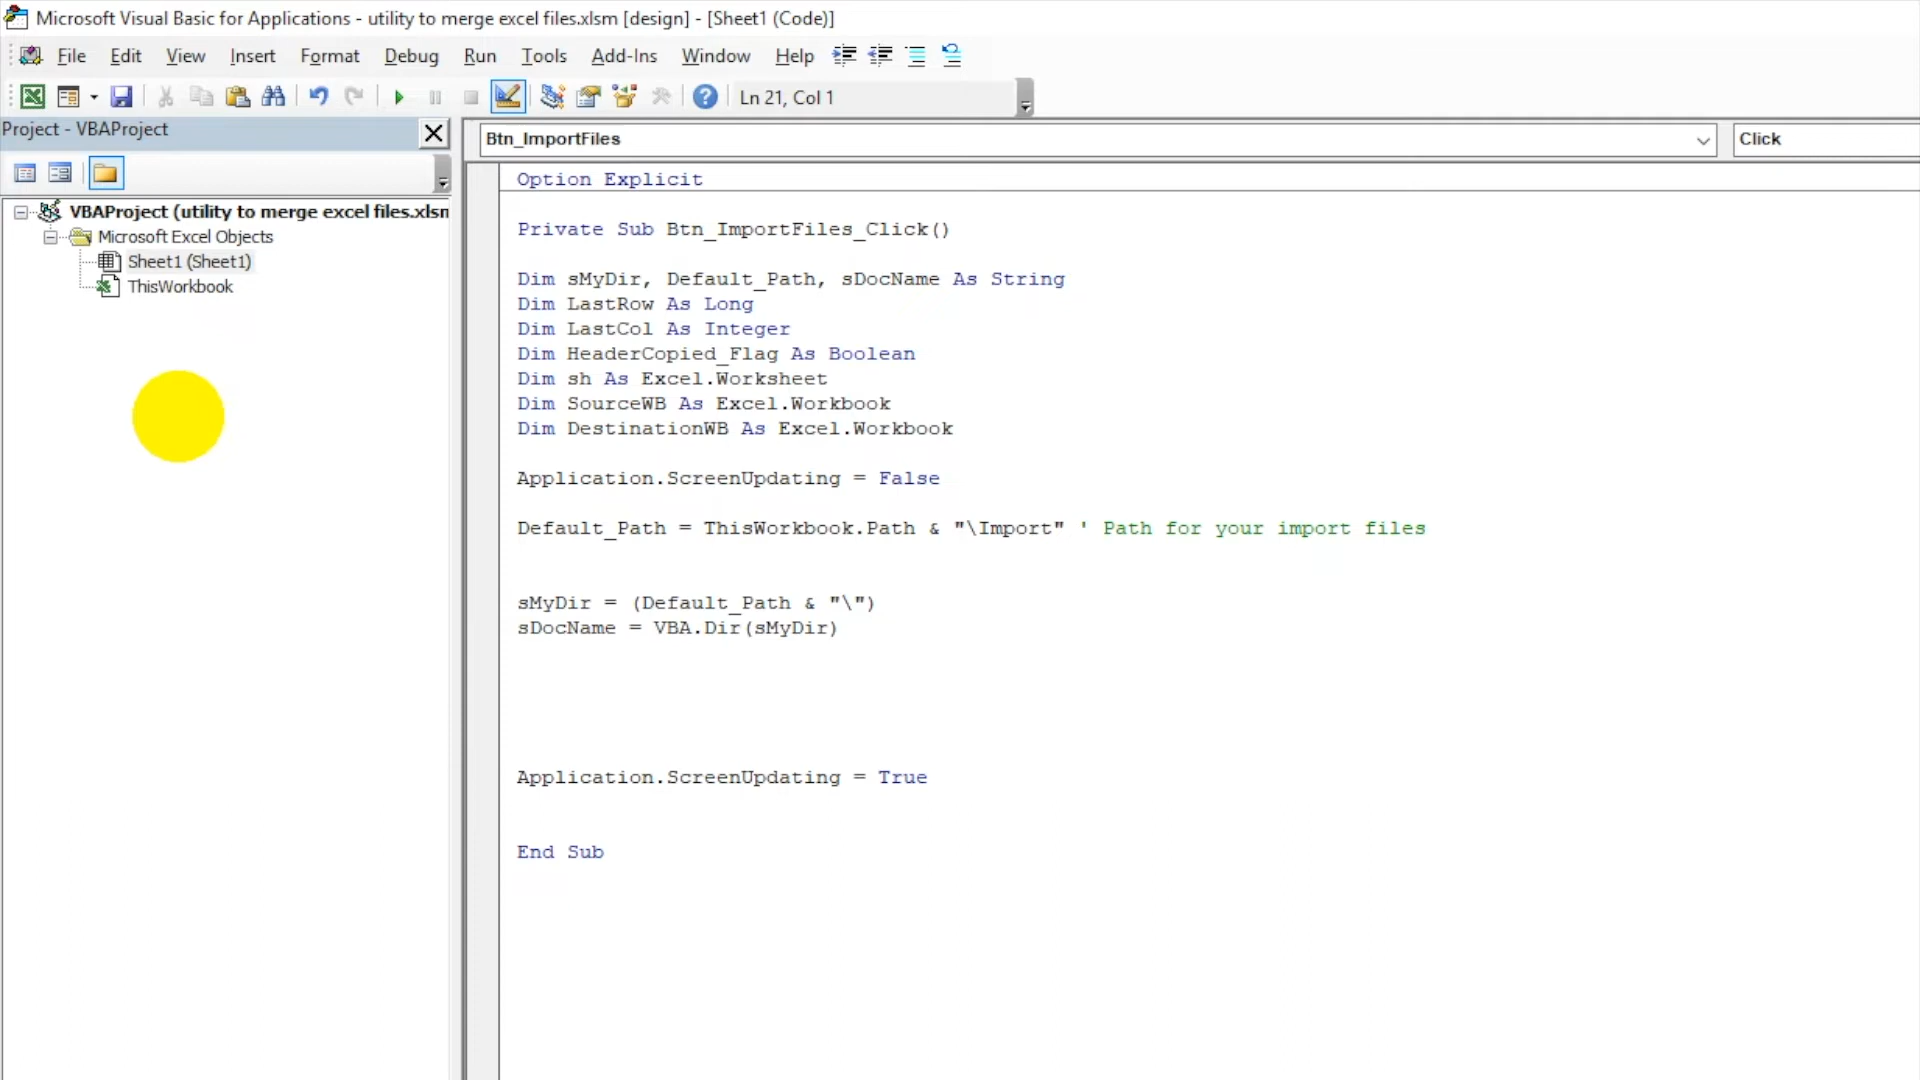 Microsoft Visual Basic for Applications - utility to merge excel files.xlsm [design] - [Sheet1 (Code)]
File Edit View Insert Format Debug Run Tools Add-Ins Window Help
Ln 21, Col 1
Project - VBAProject
Btn_ImportFiles
Click
VBAProject (utility to merge excel files.xlsm
Microsoft Excel Objects
Sheet1 (Sheet1)
ThisWorkbook
Option Explicit
Private Sub Btn_ImportFiles_Click()
Dim sMyDir, Default_Path, sDocName As String
Dim LastRow As Long
Dim LastCol As Integer
Dim HeaderCopied_Flag As Boolean
Dim sh As Excel.Worksheet
Dim SourceWB As Excel.Workbook
Dim DestinationWB As Excel.Workbook
Application.ScreenUpdating = False
Default_Path = ThisWorkbook.Path & "\Import" ' Path for your import files
sMyDir = (Default_Path & "\")
sDocName = VBA.Dir(sMyDir)
Application.ScreenUpdating = True
End Sub